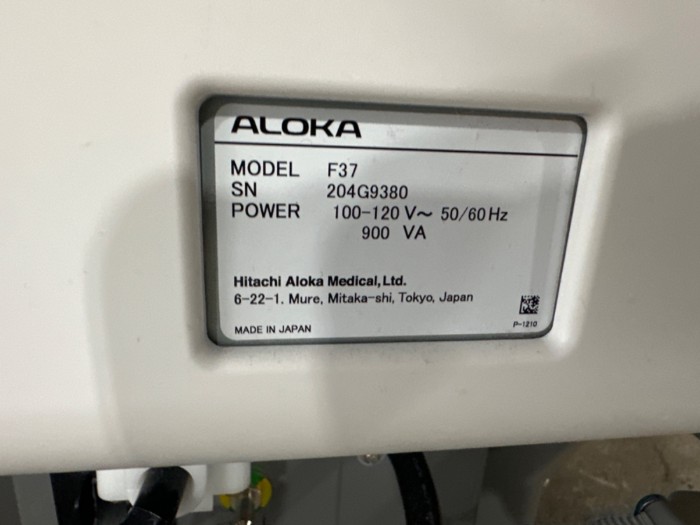 ALOKA
MODEL F37
SN 204G9380
POWER 100-120 V~ 50/60Hz
900 VA
Hitachi Aloka Medical, Ltd.
6-22-1. Mure, Mitaka-shi, Tokyo, Japan
MADE IN JAPAN
P-1210